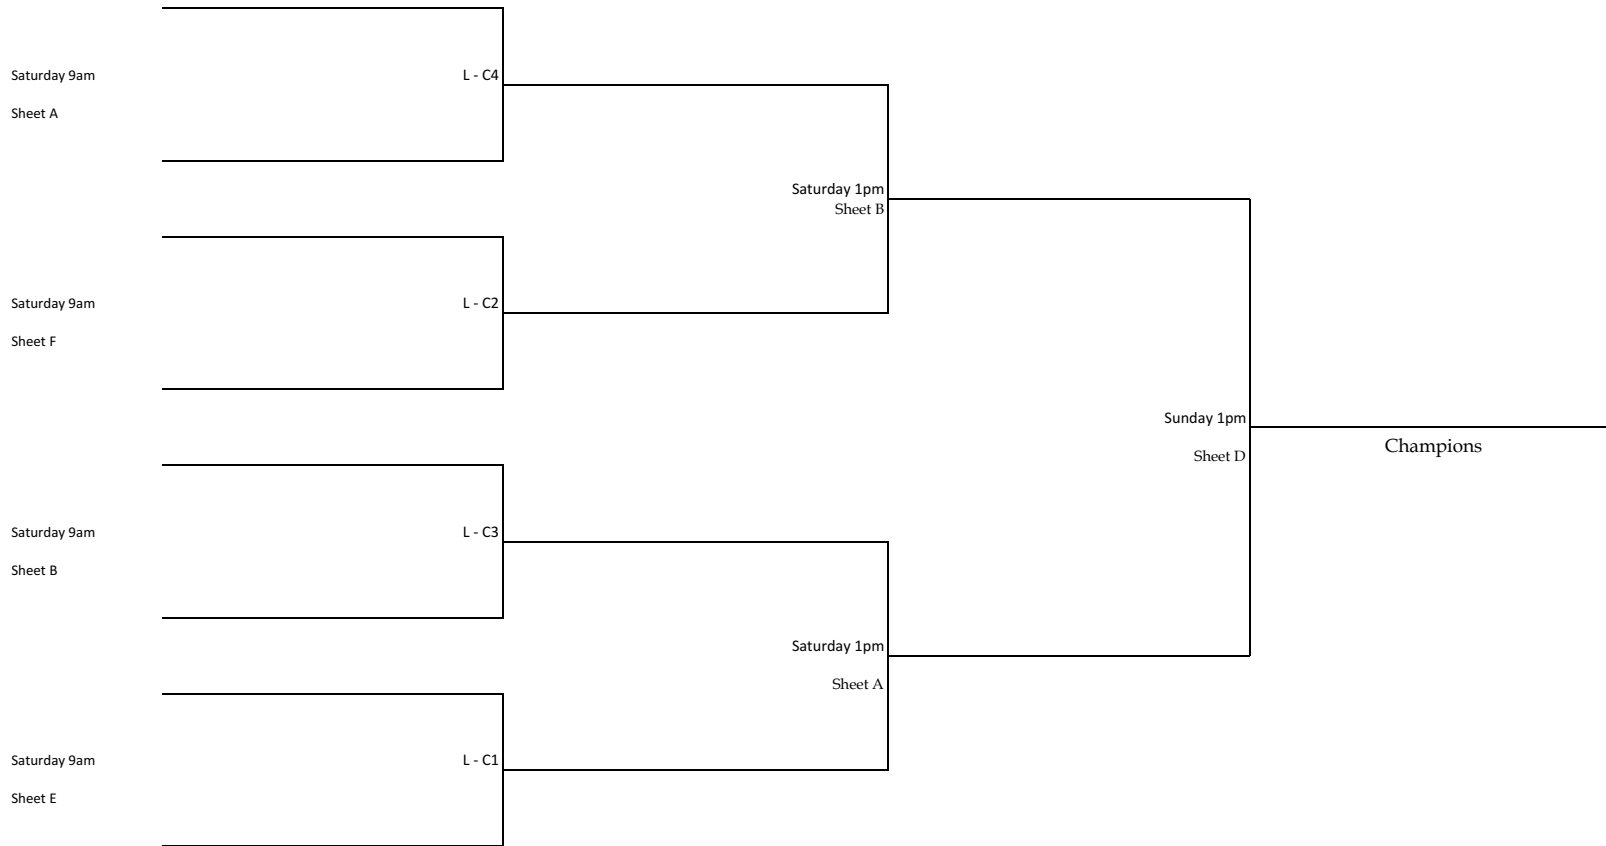 Saturday 9am
L - C4
Sheet A
Saturday 1pm
Sheet B
Saturday 9am
L - C2
Sheet F
Sunday 1pm
Champions
Sheet D
Saturday 9am
L - C3
Sheet B
Saturday 1pm
Sheet A
Saturday 9am
L - C1
Sheet E